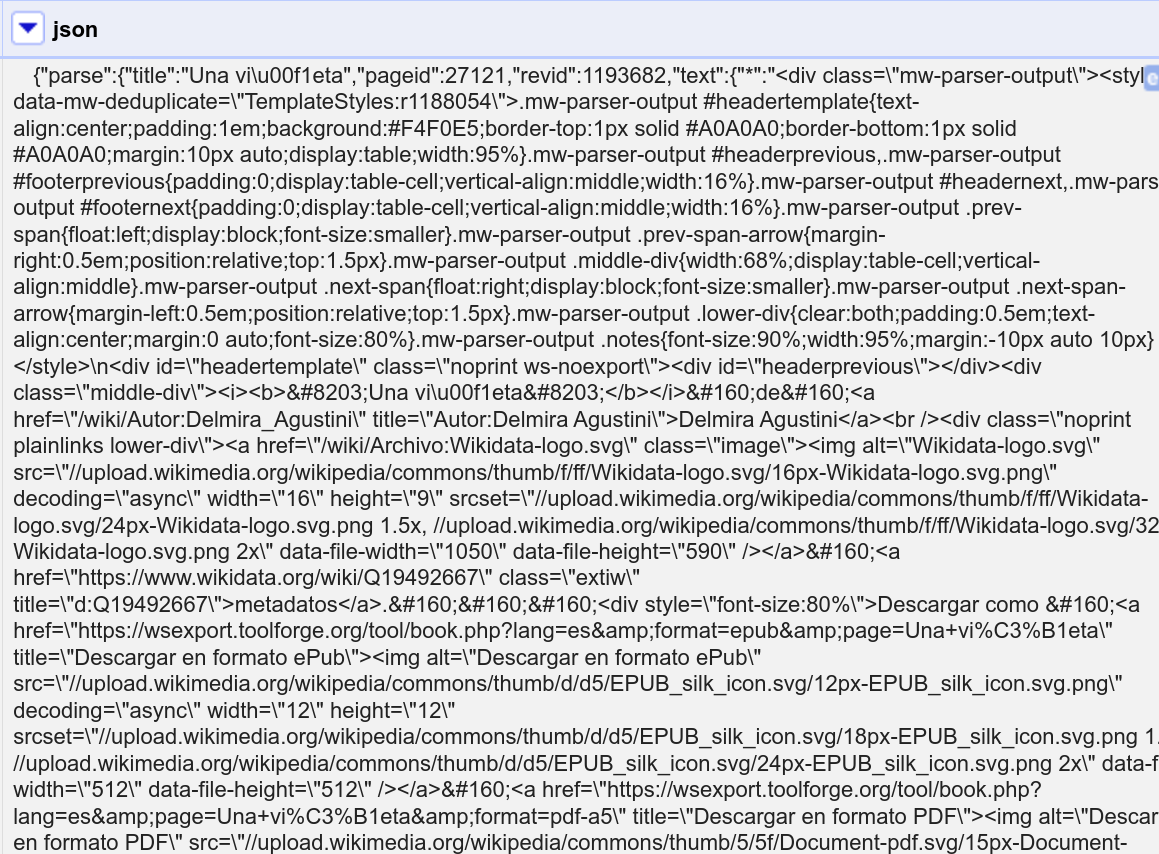 json
{"parse":{"title":"Una vi\u00f1eta","pageid":27121,"revid":1193682,"text":{"*":"<div class=\"mw-parser-output\"><styl
data-mw-deduplicate=\"TemplateStyles:r1188054\">.mw-parser-output #headertemplate{text-
align:center;padding:1em;background:#F4F0E5;border-top:1px solid #A0A0A0;border-bottom:1px solid
#A0A0A0;margin:10px auto;display:table;width:95%}.mw-parser-output #headerprevious,.mw-parser-output
#footerprevious{padding:0;display:table-cell;vertical-align:middle;width:16%}.mw-parser-output #headernext,.mw-pars
output #footernext{padding:0;display:table-cell;vertical-align:middle;width:16%}.mw-parser-output .prev-
span{float:left;display:block;font-size:smaller}.mw-parser-output .prev-span-arrow{margin-
right:0.5em;position:relative;top:1.5px}.mw-parser-output .middle-div{width:68%;display:table-cell;vertical-
align:middle}.mw-parser-output .next-span{float:right;display:block;font-size:smaller}.mw-parser-output .next-span-
arrow{margin-left:0.5em;position:relative;top:1.5px}.mw-parser-output .lower-div{clear:both;padding:0.5em;text-
align:center;margin:0 auto;font-size:80%}.mw-parser-output .notes{font-size:90%;width:95%;margin:-10px auto 10px}
</style>\n<div id=\"headertemplate\" class=\"noprint ws-noexport\"><div id=\"headerprevious\"></div><div
class=\"middle-div\"><i><b>&#8203;Una vi\u00f1eta&#8203;</b></i>&#160;de&#160;<a
href=\"/wiki/Autor:Delmira_Agustini\" title=\"Autor:Delmira Agustini\">Delmira Agustini</a><br /><div class=\"noprint
plainlinks lower-div\"><a href=\"/wiki/Archivo:Wikidata-logo.svg\" class=\"image\"><img alt=\"Wikidata-logo.svg\"
src=\"//upload.wikimedia.org/wikipedia/commons/thumb/f/ff/Wikidata-logo.svg/16px-Wikidata-logo.svg.png\"
decoding=\"async\" width=\"16\" height=\"9\" srcset=\"//upload.wikimedia.org/wikipedia/commons/thumb/f/ff/Wikidata-
logo.svg/24px-Wikidata-logo.svg.png 1.5x, //upload.wikimedia.org/wikipedia/commons/thumb/f/ff/Wikidata-logo.svg/32
Wikidata-logo.svg.png 2x\" data-file-width=\"1050\" data-file-height=\"590\" /></a>&#160;<a
href=\"https://www.wikidata.org/wiki/Q19492667\" class=\"extiw\"
title=\"d:Q19492667\">metadatos</a>.&#160;&#160;&#160;<div style=\"font-size:80%\">Descargar como &#160;<a
href=\"https://wsexport.toolforge.org/tool/book.php?lang=es&amp;format=epub&amp;page=Una+vi%C3%B1eta\"
title=\"Descargar en formato ePub\"><img alt=\"Descargar en formato ePub\"
src=\"//upload.wikimedia.org/wikipedia/commons/thumb/d/d5/EPUB_silk_icon.svg/12px-EPUB_silk_icon.svg.png\"
decoding=\"async\" width=\"12\" height=\"12\"
srcset=\"//upload.wikimedia.org/wikipedia/commons/thumb/d/d5/EPUB_silk_icon.svg/18px-EPUB_silk_icon.svg.png 1.
//upload.wikimedia.org/wikipedia/commons/thumb/d/d5/EPUB_silk_icon.svg/24px-EPUB_silk_icon.svg.png 2x\" data-f
width=\"512\" data-file-height=\"512\" /></a>&#160;<a href=\"https://wsexport.toolforge.org/tool/book.php?
lang=es&amp;page=Una+vi%C3%B1eta&amp;format=pdf-a5\" title=\"Descargar en formato PDF\"><img alt=\"Descar
en formato PDF\" src=\"//upload.wikimedia.org/wikipedia/commons/thumb/5/5f/Document-pdf.svg/15px-Document-